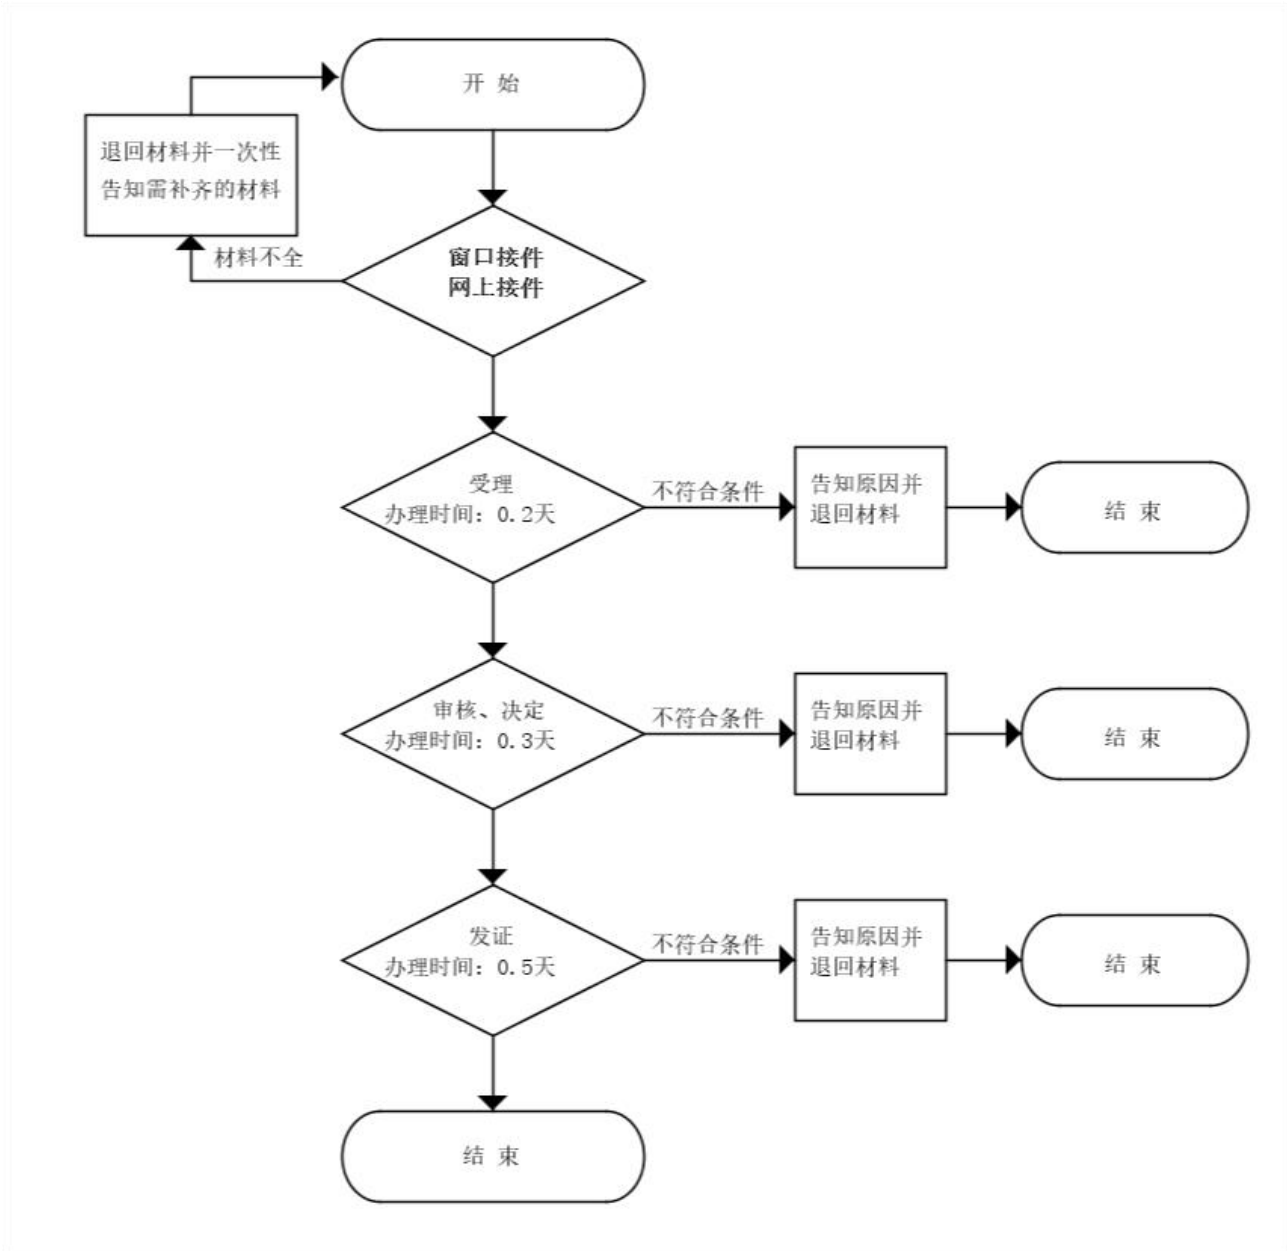 开 始
退回材料并一次性
告知需补齐的材料
材料不全
窗口接件
网上接件
受理
办理时间：0.2天
不符合条件
告知原因并
退回材料
结 束
审核、决定
办理时间：0.3天
不符合条件
告知原因并
退回材料
结 束
发证
办理时间：0.5天
不符合条件
告知原因并
退回材料
结 束
结 束